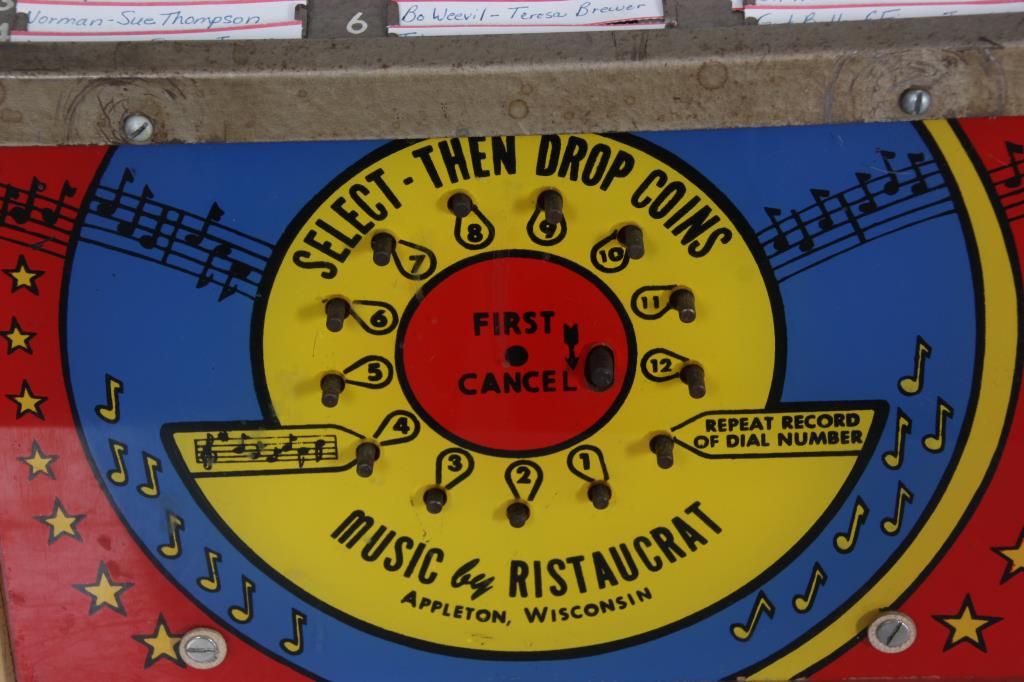 Norman - Sue Thompson
6
Bo Weevil - Teresa Brewer
SELECT - THEN DROP COINS
8
9
7
10
6
11
FIRST
5
12
CANCEL
4
REPEAT RECORD
OF DIAL NUMBER
3
2
1
MUSIC by RISTAUCRAT
APPLETON, WISCONSIN